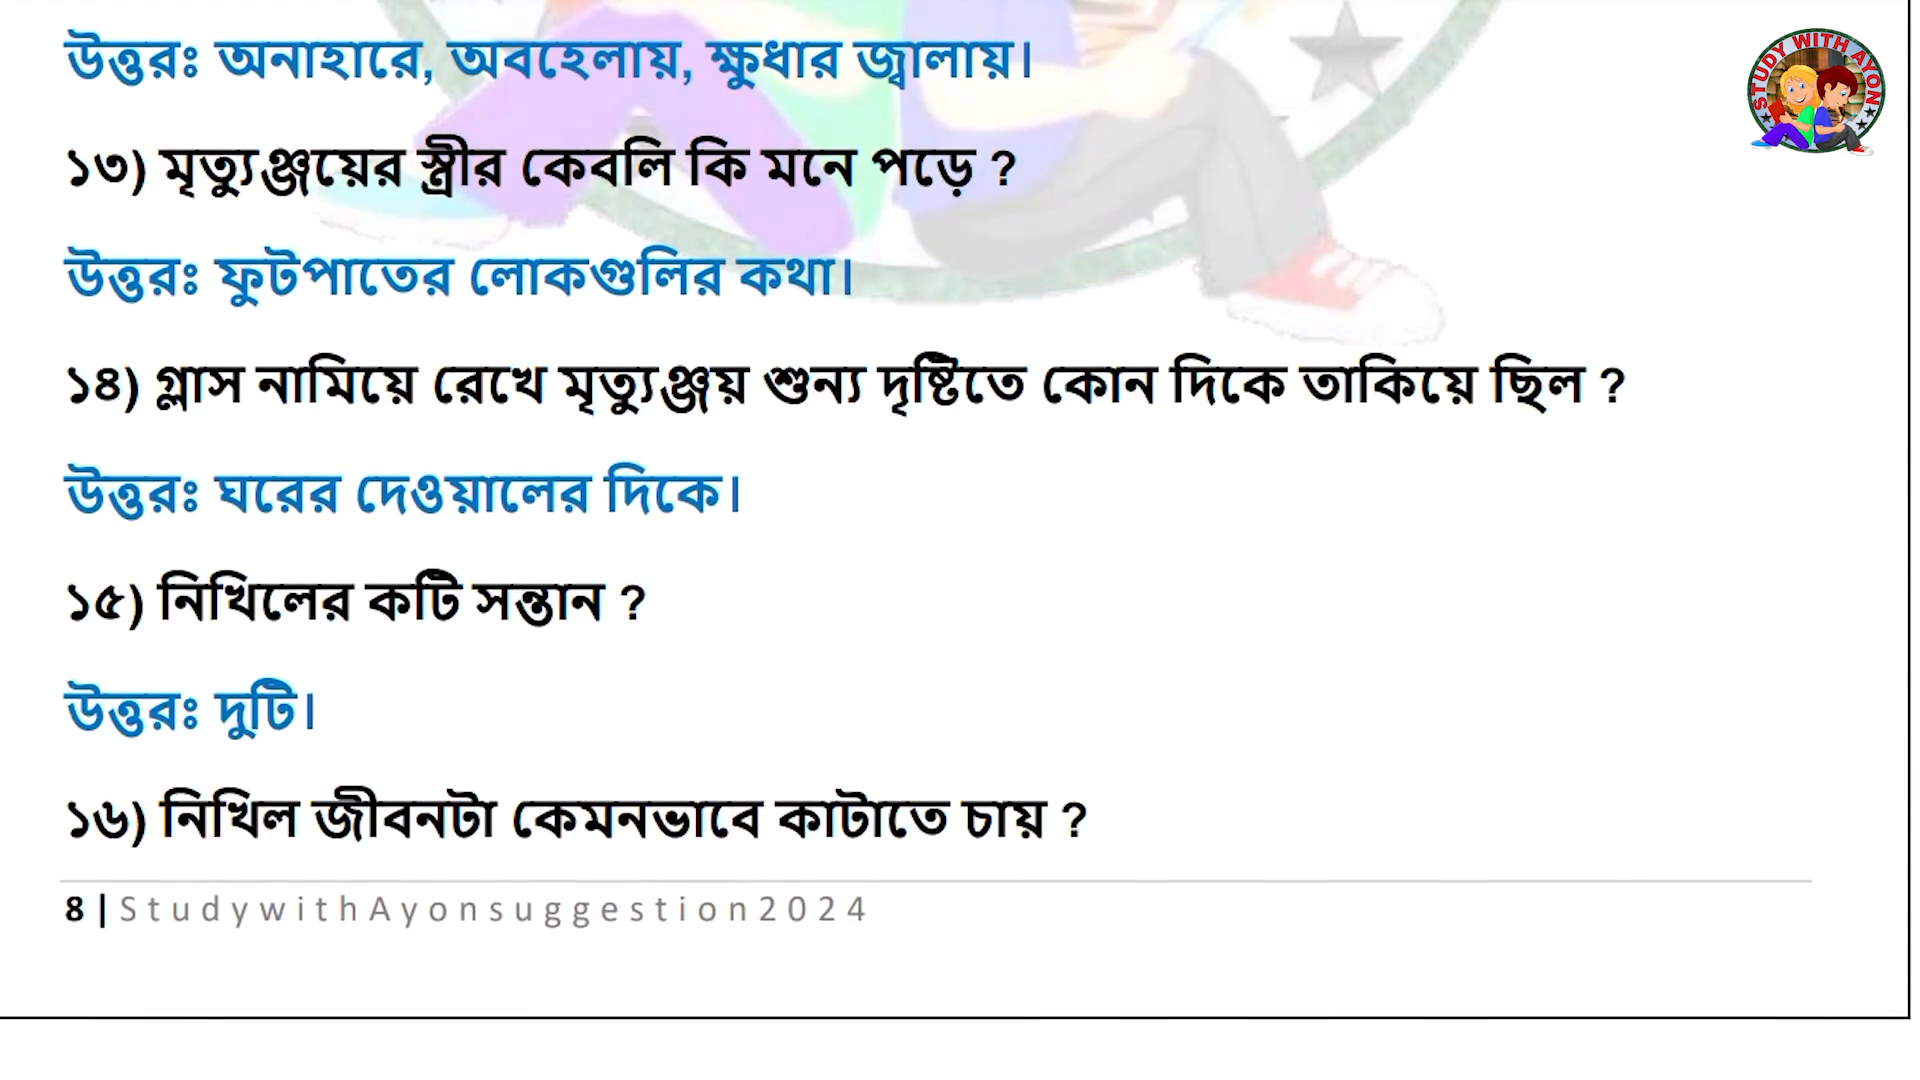 উত্তরঃ অনাহারে, অবহেলায়, ক্ষুধার জ্বালায়।
STUDY WITH AYON
১৩) মৃত্যুঞ্জয়ের স্ত্রীর কেবলি কি মনে পড়ে ?
উত্তরঃ ফুটপাতের লোকগুলির কথা।
১৪) গ্লাস নামিয়ে রেখে মৃত্যুঞ্জয় শুন্য দৃষ্টিতে কোন দিকে তাকিয়ে ছিল ?
উত্তরঃ ঘরের দেওয়ালের দিকে।
১৫) নিখিলের কটি সন্তান ?
উত্তরঃ দুটি।
১৬) নিখিল জীবনটা কেমনভাবে কাটাতে চায় ?
8 | StudywithAyonsuggestion2024